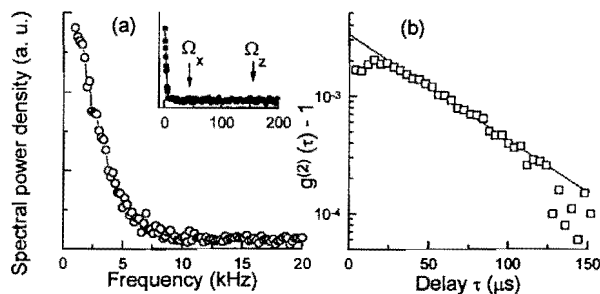 Spectral power density (a. u.)
(a)
Ω x
Ω z
0 100 200
0 5 10 15 20
Frequency (kHz)
(b)
g⁽²⁾ (τ) - 1
10⁻³
10⁻⁴
0 50 100 150
Delay τ (μs)